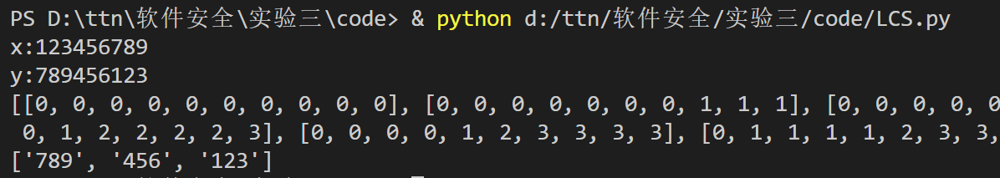 PS D:\ttn\软件安全\实验三\code> & python d:/ttn/软件安全/实验三/code/LCS.py
x:123456789
y:789456123
[[0, 0, 0, 0, 0, 0, 0, 0, 0, 0], [0, 0, 0, 0, 0, 0, 0, 1, 1, 1], [0, 0, 0, 0, 0
0, 1, 2, 2, 2, 2, 3], [0, 0, 0, 0, 1, 2, 3, 3, 3, 3], [0, 1, 1, 1, 1, 2, 3, 3,
['789', '456', '123']